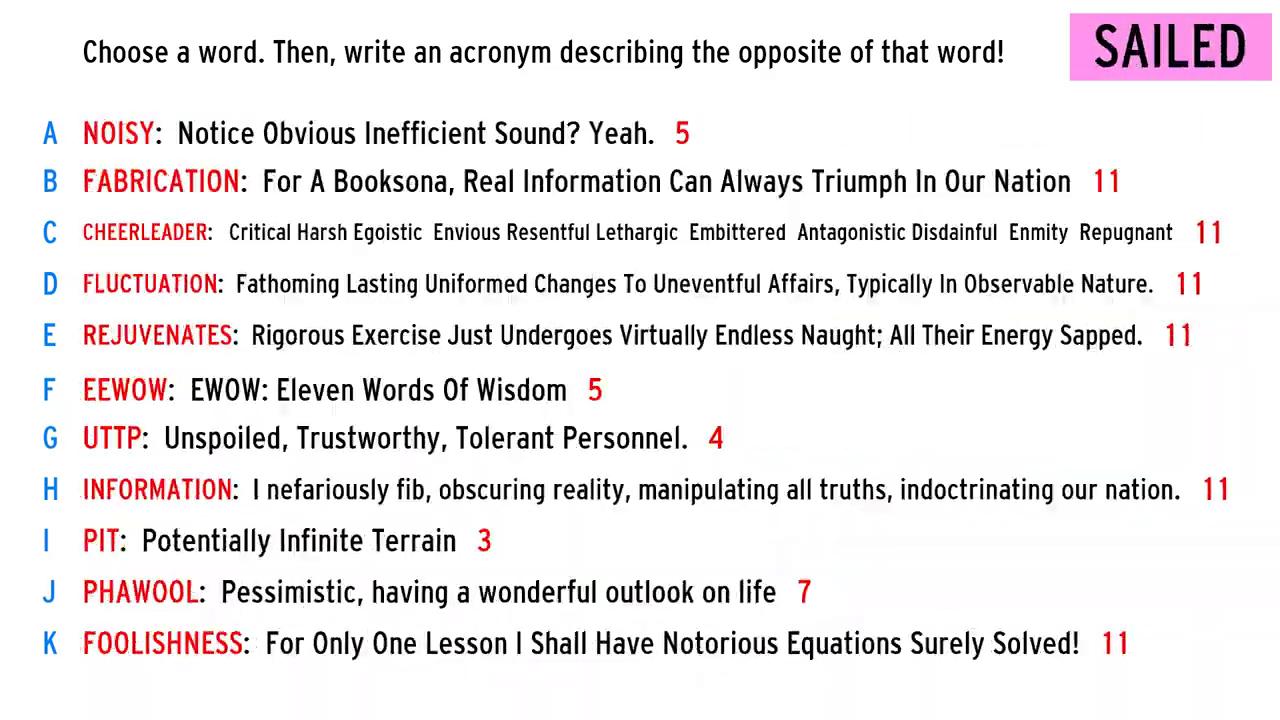 Choose a word. Then, write an acronym describing the opposite of that word!
SAILED
A NOISY: Notice Obvious Inefficient Sound? Yeah. 5
B FABRICATION: For A Booksona, Real Information Can Always Triumph In Our Nation 11
C CHEERLEADER: Critical Harsh Egoistic Envious Resentful Lethargic Embittered Antagonistic Disdainful Enmity Repugnant 11
D FLUCTUATION: Fathoming Lasting Uniformed Changes To Uneventful Affairs, Typically In Observable Nature. 11
E REJUVENATES: Rigorous Exercise Just Undergoes Virtually Endless Naught; All Their Energy Sapped. 11
F EEWOW: EWOW: Eleven Words Of Wisdom 5
G UTTP: Unspoiled, Trustworthy, Tolerant Personnel. 4
H INFORMATION: I nefariously fib, obscuring reality, manipulating all truths, indoctrinating our nation. 11
I PIT: Potentially Infinite Terrain 3
J PHAWOOL: Pessimistic, having a wonderful outlook on life 7
K FOOLISHNESS: For Only One Lesson I Shall Have Notorious Equations Surely Solved! 11